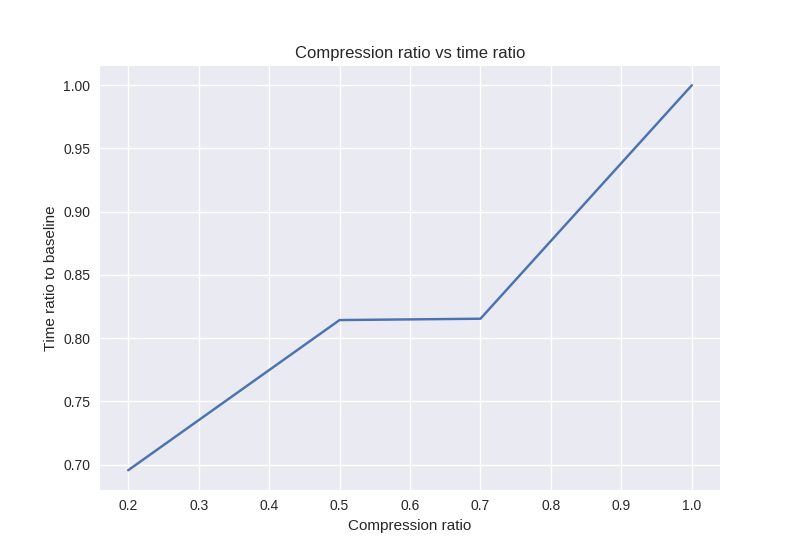 Compression ratio vs time ratio
1.00
0.95
0.90
0.85
0.80
0.75
0.70
Time ratio to baseline
0.2 0.3 0.4 0.5 0.6 0.7 0.8 0.9 1.0
Compression ratio